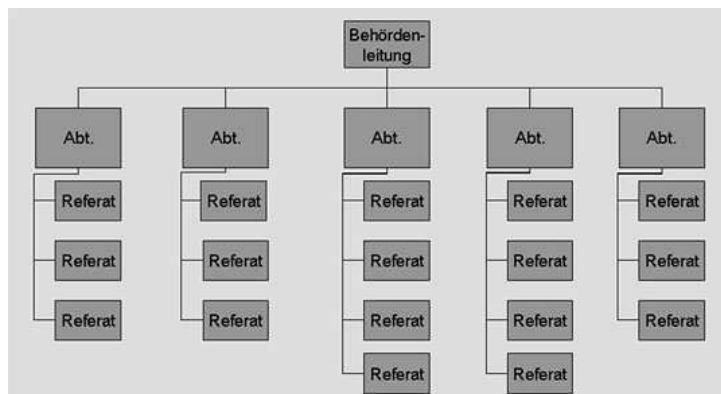 Behörden-
leitung
Abt. Abt. Abt. Abt. Abt.
Referat Referat Referat Referat Referat
Referat Referat Referat Referat Referat
Referat Referat Referat Referat Referat
Referat Referat